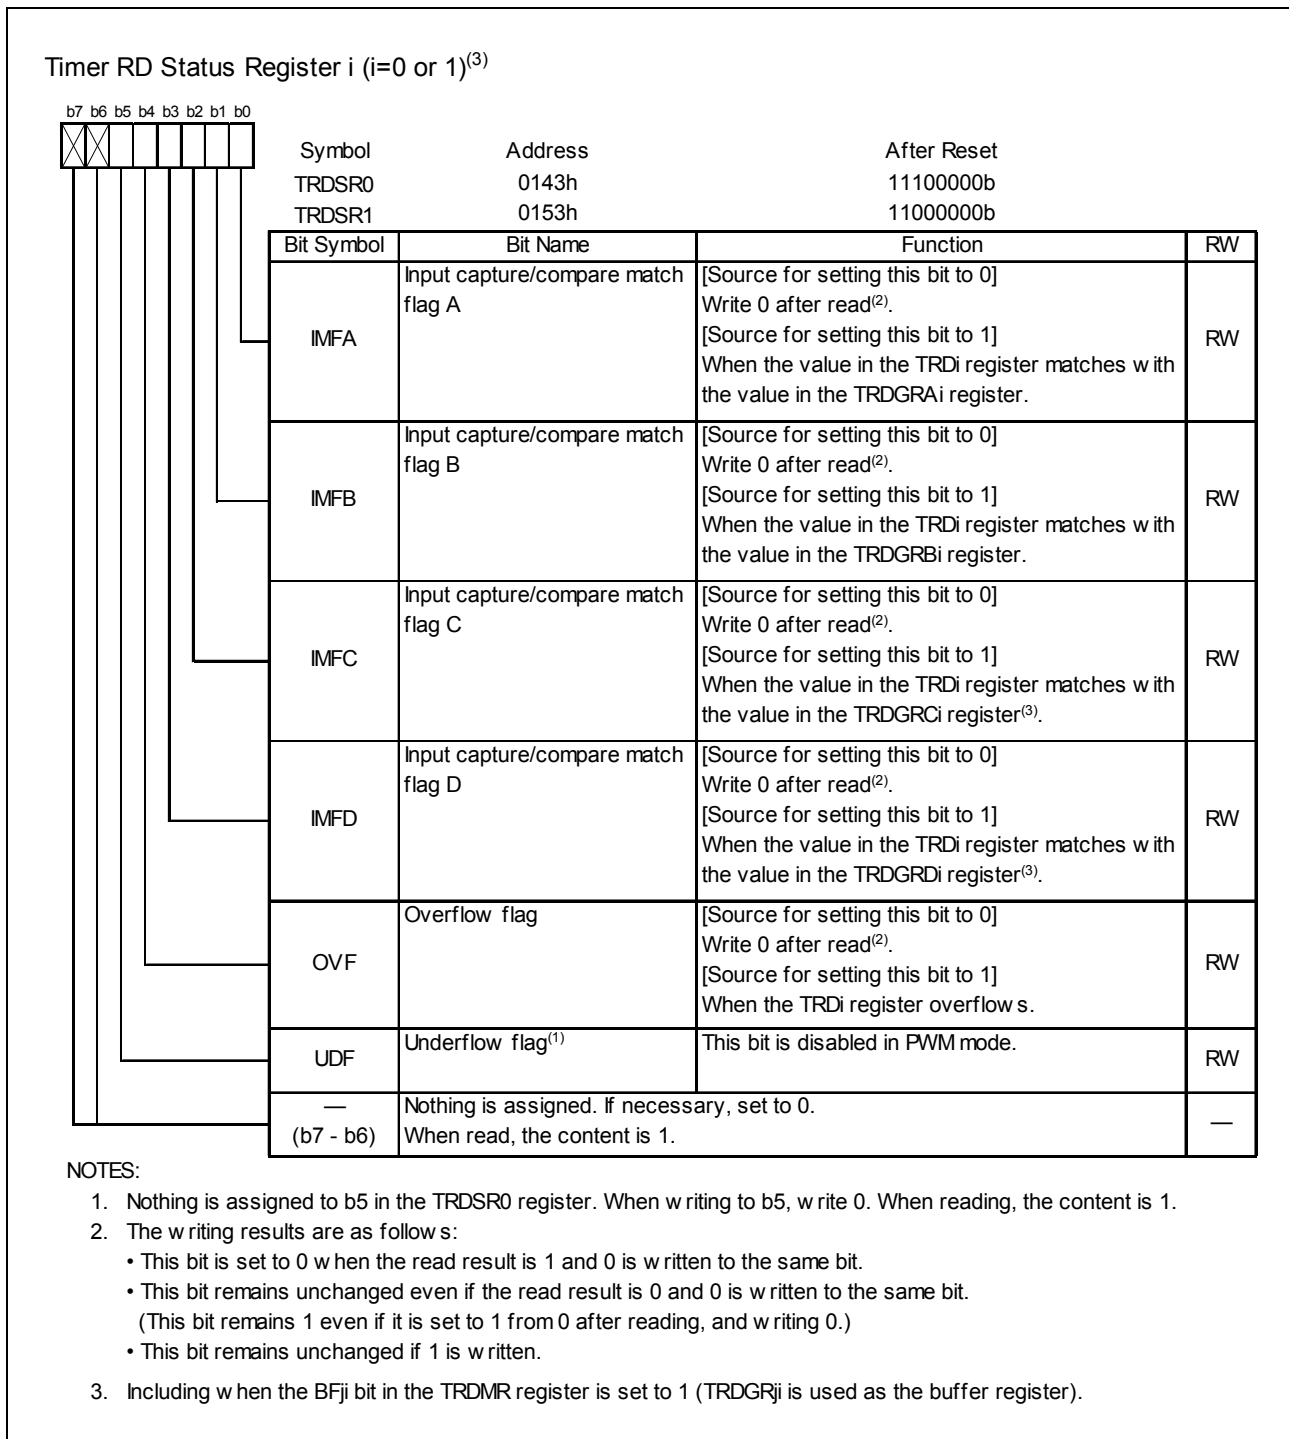 Timer RD Status Register i (i=0 or 1)(3)
b7 b6 b5 b4 b3 b2 b1 b0
Symbol Address After Reset
TRDSR0 0143h 11100000b
TRDSR1 0153h 11000000b
Bit Symbol Bit Name Function RW
IMFA
Input capture/compare match
flag A
[Source for setting this bit to 0]
Write 0 after read(2).
[Source for setting this bit to 1]
When the value in the TRDi register matches with
the value in the TRDGRAi register.
RW
IMFB
Input capture/compare match
flag B
[Source for setting this bit to 0]
Write 0 after read(2).
[Source for setting this bit to 1]
When the value in the TRDi register matches with
the value in the TRDGRBi register.
RW
IMFC
Input capture/compare match
flag C
[Source for setting this bit to 0]
Write 0 after read(2).
[Source for setting this bit to 1]
When the value in the TRDi register matches with
the value in the TRDGRCi register(3).
RW
IMFD
Input capture/compare match
flag D
[Source for setting this bit to 0]
Write 0 after read(2).
[Source for setting this bit to 1]
When the value in the TRDi register matches with
the value in the TRDGRDi register(3).
RW
OVF
Overflow flag
[Source for setting this bit to 0]
Write 0 after read(2).
[Source for setting this bit to 1]
When the TRDi register overflows.
RW
UDF
Underflow flag(1)
This bit is disabled in PWM mode.
RW
—
(b7 - b6)
Nothing is assigned. If necessary, set to 0.
When read, the content is 1.
—
NOTES:
1. Nothing is assigned to b5 in the TRDSR0 register. When writing to b5, write 0. When reading, the content is 1.
2. The writing results are as follows:
• This bit is set to 0 when the read result is 1 and 0 is written to the same bit.
• This bit remains unchanged even if the read result is 0 and 0 is written to the same bit.
(This bit remains 1 even if it is set to 1 from 0 after reading, and writing 0.)
• This bit remains unchanged if 1 is written.
3. Including when the BFji bit in the TRDMR register is set to 1 (TRDGRji is used as the buffer register).